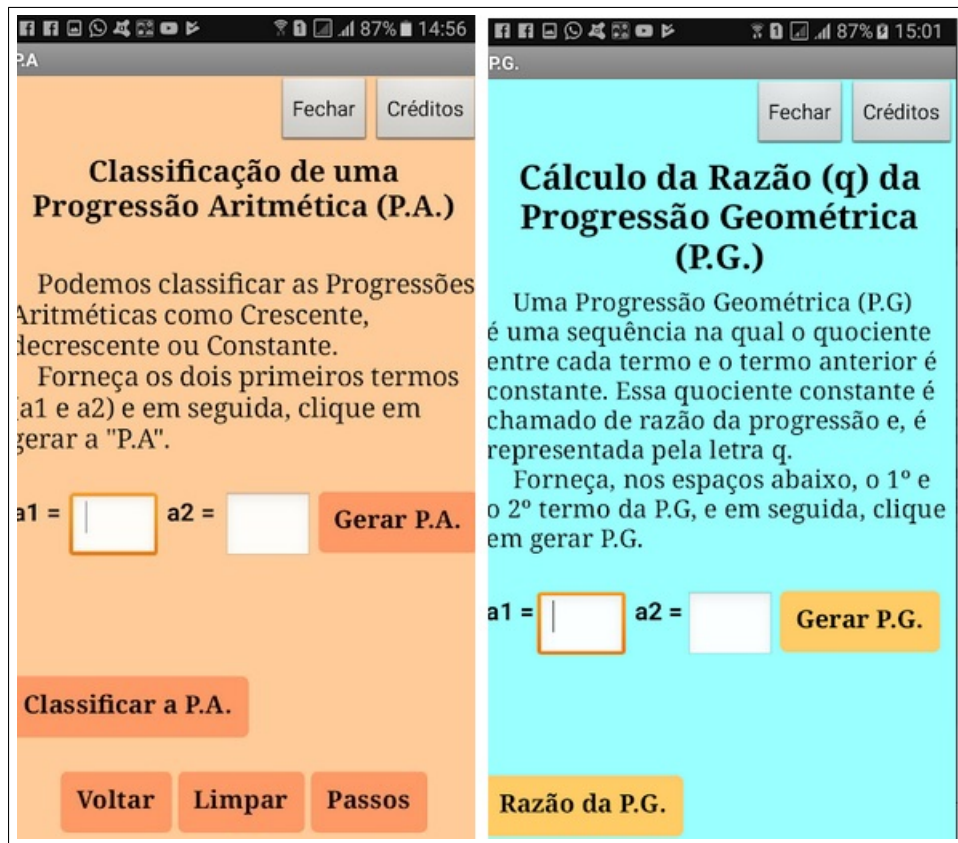 87% 14:56
P.A
Fechar Créditos
Classificação de uma
Progressão Aritmética (P.A.)
Podemos classificar as Progressões
Aritméticas como Crescente,
decrescente ou Constante.
Forneça os dois primeiros termos
(a1 e a2) e em seguida, clique em
gerar a "P.A".
a1 = a2 = Gerar P.A.
Classificar a P.A.
Voltar Limpar Passos
87% 15:01
P.G.
Fechar Créditos
Cálculo da Razão (q) da
Progressão Geométrica
(P.G.)
Uma Progressão Geométrica (P.G)
é uma sequência na qual o quociente
entre cada termo e o termo anterior é
constante. Essa quociente constante é
chamado de razão da progressão e, é
representada pela letra q.
Forneça, nos espaços abaixo, o 1º e
o 2º termo da P.G, e em seguida, clique
em gerar P.G.
a1 = a2 = Gerar P.G.
Razão da P.G.